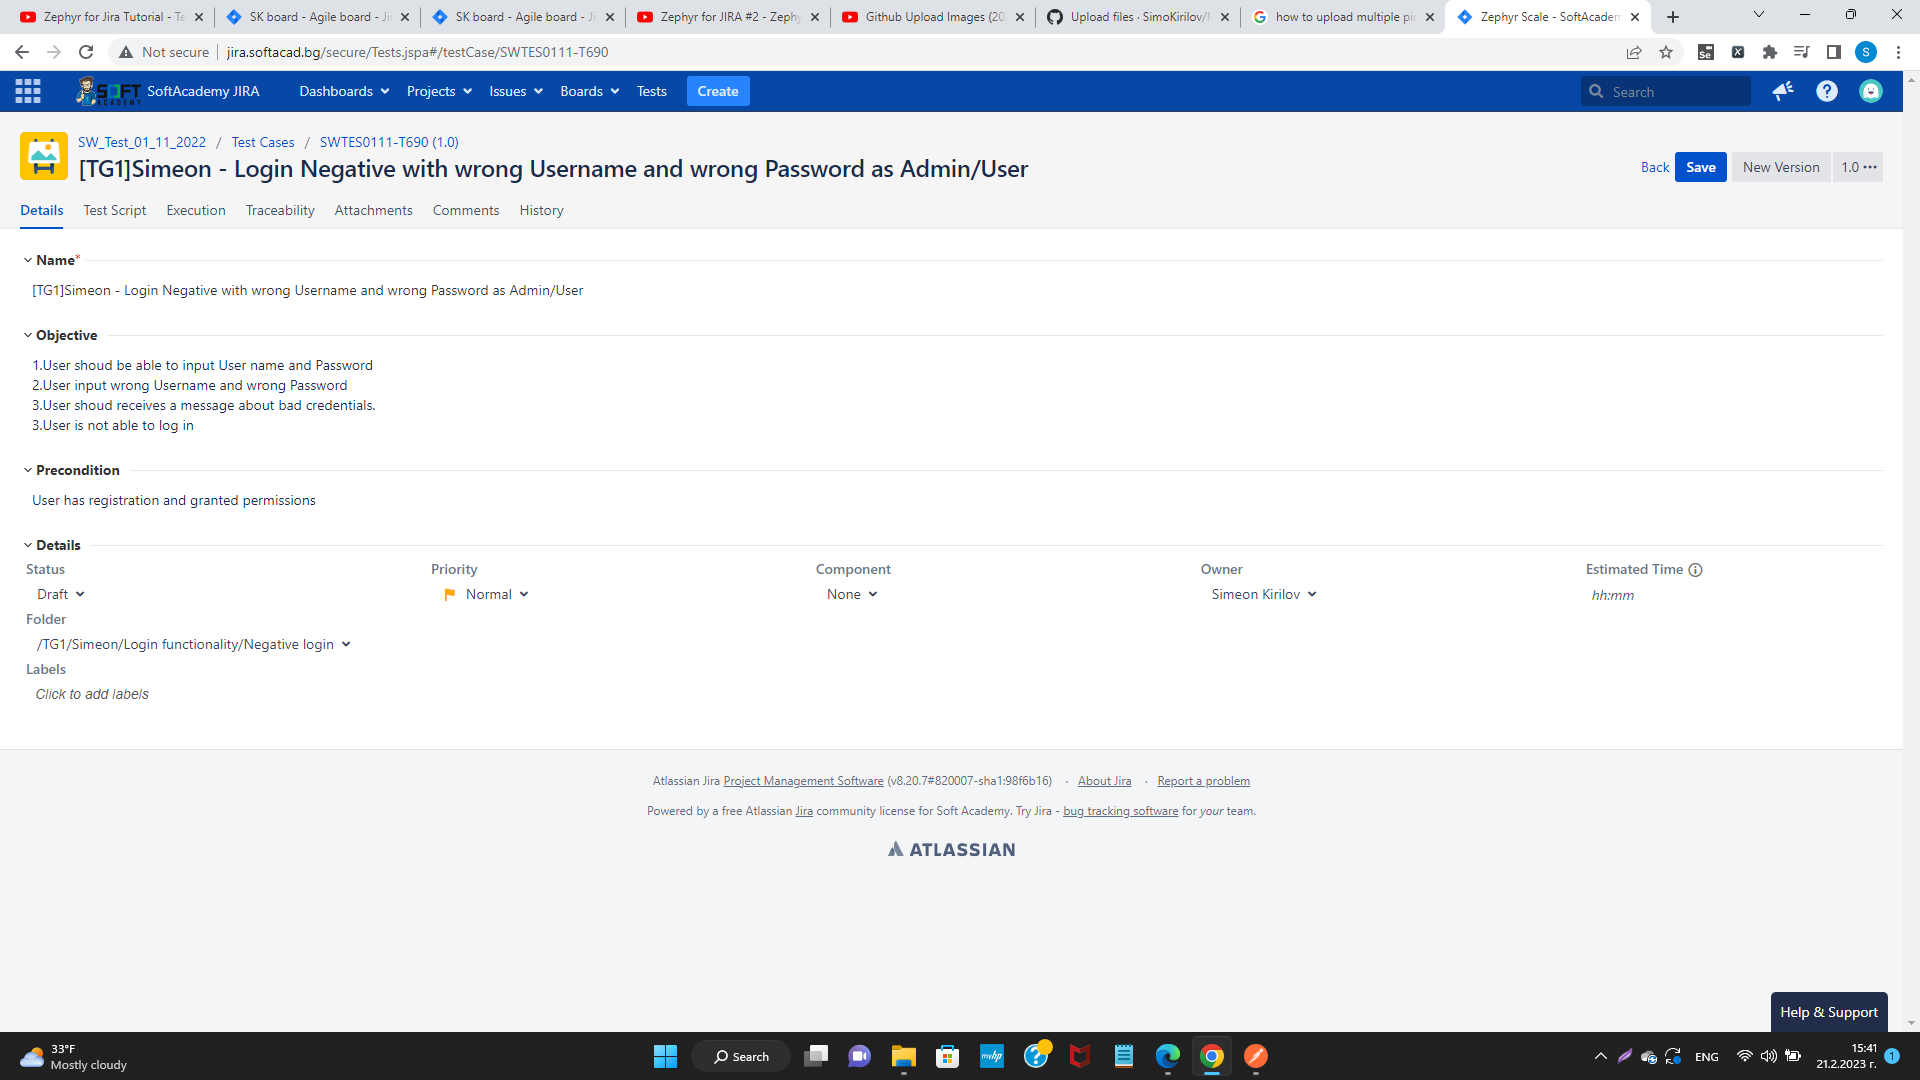 Zephyr for Jira Tutorial - Te
SK board - Agile board - Ji
SK board - Agile board - Ji
Zephyr for JIRA #2 - Zephy
Github Upload Images (20
Upload files · SimoKirilov/
how to upload multiple pi
Zephyr Scale - SoftAcadem
Not secure
jira.softacad.bg/secure/Tests.jspa#/testCase/SWTES0111-T690
SOFT
ACADEMY
SoftAcademy JIRA
Dashboards
Projects
Issues
Boards
Tests
Create
Search
SW_Test_01_11_2022 / Test Cases / SWTES0111-T690 (1.0)
[TG1]Simeon - Login Negative with wrong Username and wrong Password as Admin/User
Back
Save
New Version
1.0
Details
Test Script
Execution
Traceability
Attachments
Comments
History
Name*
[TG1]Simeon - Login Negative with wrong Username and wrong Password as Admin/User
Objective
1.User shoud be able to input User name and Password
2.User input wrong Username and wrong Password
3.User shoud receives a message about bad credentials.
3.User is not able to log in
Precondition
User has registration and granted permissions
Details
Status
Priority
Component
Owner
Estimated Time
Draft
Normal
None
Simeon Kirilov
hh:mm
Folder
/TG1/Simeon/Login functionality/Negative login
Labels
Click to add labels
Atlassian Jira Project Management Software (v8.20.7#820007-sha1:98f6b16) · About Jira · Report a problem
Powered by a free Atlassian Jira community license for Soft Academy. Try Jira - bug tracking software for your team.
ATLASSIAN
Help & Support
33°F
Mostly cloudy
Search
myhp
ENG
15:41
21.2.2023 г.
1